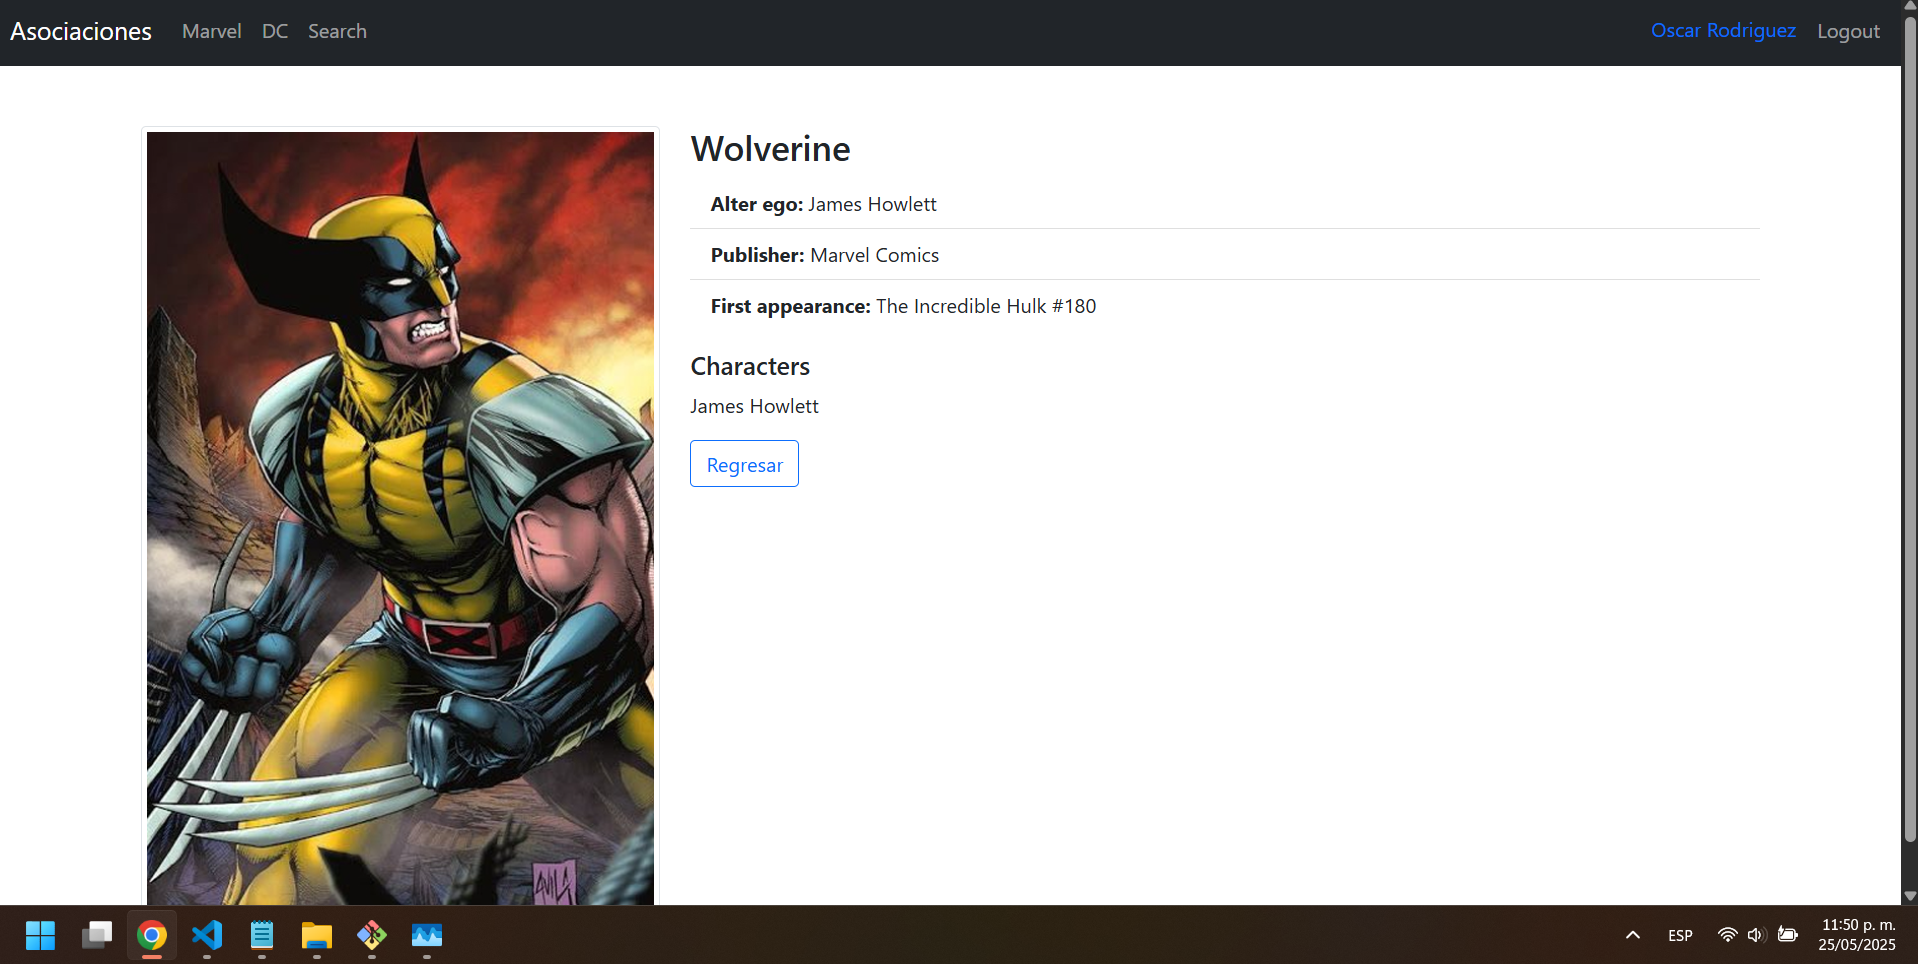 Asociaciones Marvel DC Search Oscar Rodriguez Logout
Wolverine
Alter ego: James Howlett
Publisher: Marvel Comics
First appearance: The Incredible Hulk #180
Characters
James Howlett
Regresar
AVILA
ESP
11:50 p. m.
25/05/2025